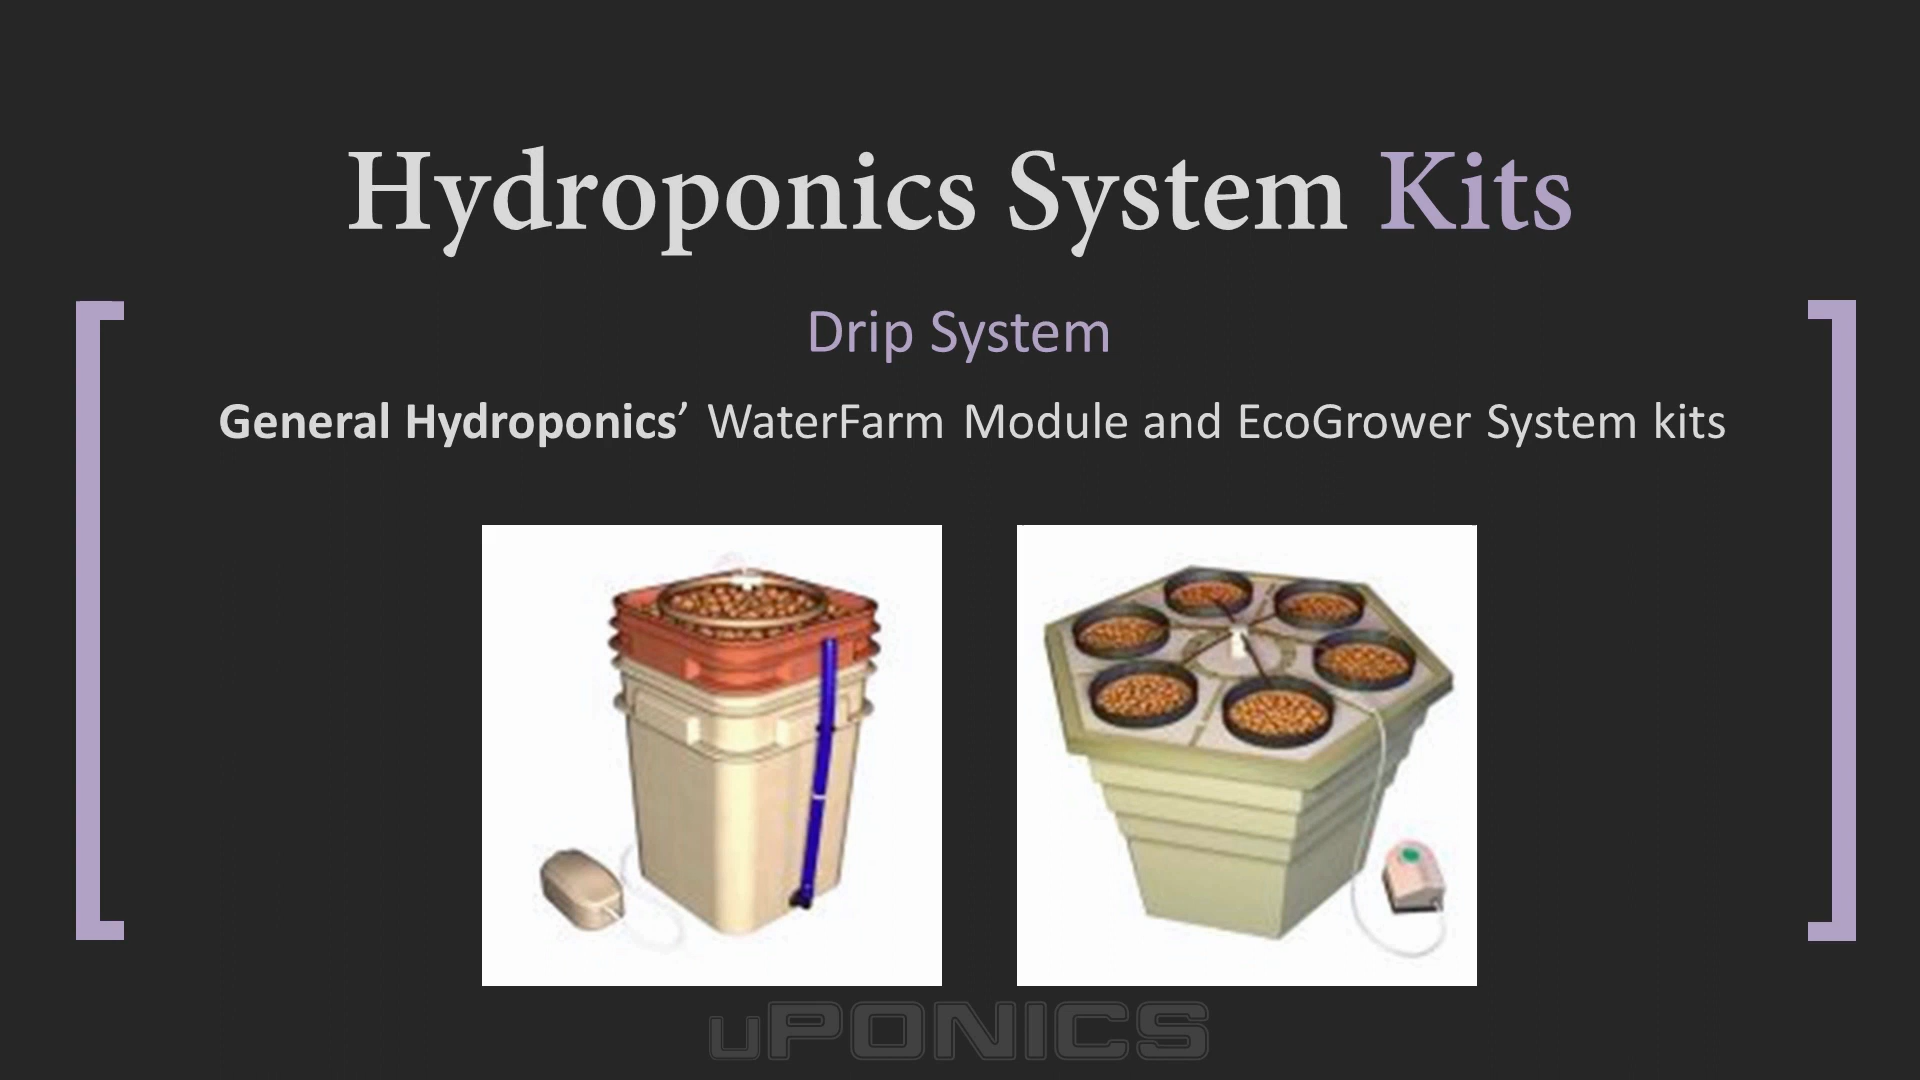 Hydroponics System Kits
Drip System
General Hydroponics’ WaterFarm Module and EcoGrower System kits
uPONICS